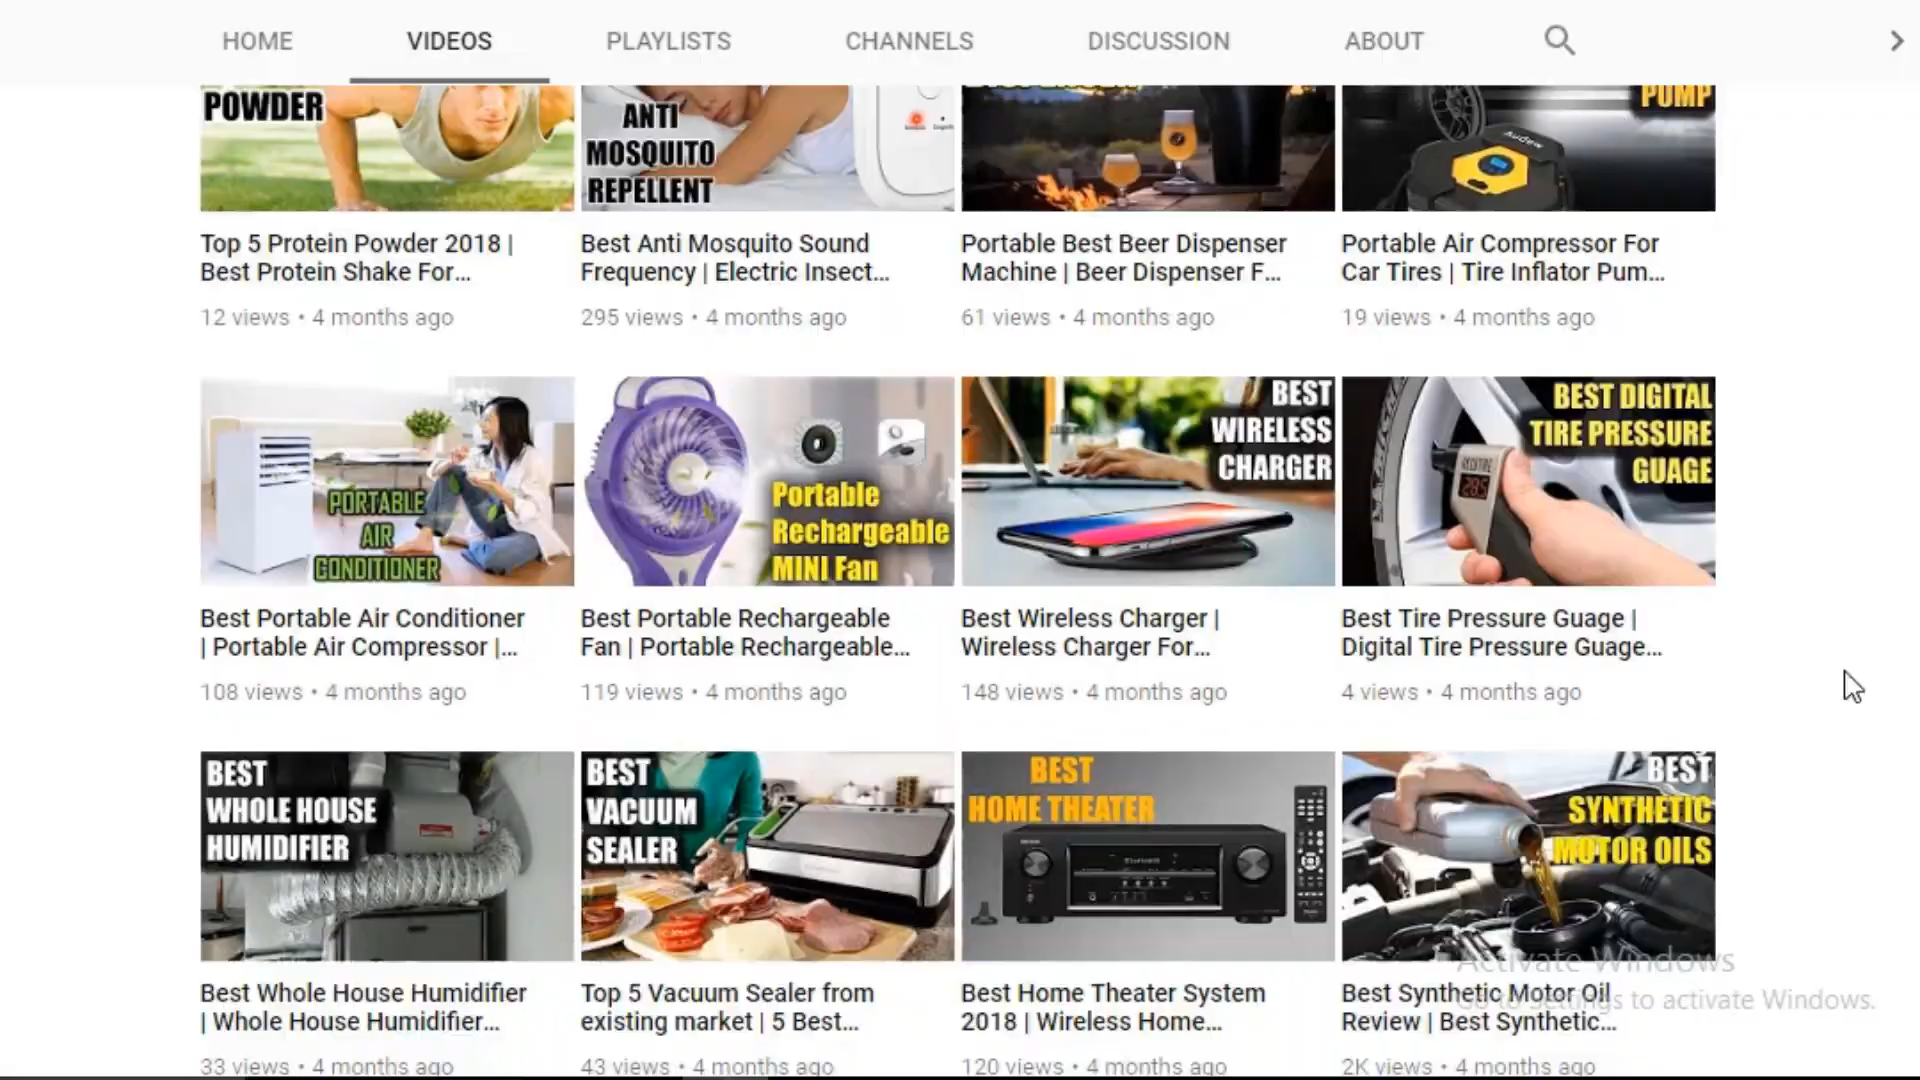 HOME VIDEOS PLAYLISTS CHANNELS DISCUSSION ABOUT
POWDER
ANTI
MOSQUITO
REPELLENT
PUMP
Audew
Top 5 Protein Powder 2018 |
Best Protein Shake For...
12 views • 4 months ago
Best Anti Mosquito Sound
Frequency | Electric Insect...
295 views • 4 months ago
Portable Best Beer Dispenser
Machine | Beer Dispenser F...
61 views • 4 months ago
Portable Air Compressor For
Car Tires | Tire Inflator Pum...
19 views • 4 months ago
PORTABLE
AIR
CONDITIONER
Portable
Rechargeable
MINI Fan
BEST
WIRELESS
CHARGER
BEST DIGITAL
TIRE PRESSURE
GUAGE
28.5
Best Portable Air Conditioner
| Portable Air Compressor |...
108 views • 4 months ago
Best Portable Rechargeable
Fan | Portable Rechargeable...
119 views • 4 months ago
Best Wireless Charger |
Wireless Charger For...
148 views • 4 months ago
Best Tire Pressure Guage |
Digital Tire Pressure Guage...
4 views • 4 months ago
BEST
WHOLE HOUSE
HUMIDIFIER
BEST
VACUUM
SEALER
BEST
HOME THEATER
BEST
SYNTHETIC
MOTOR OILS
Best Whole House Humidifier
| Whole House Humidifier...
33 views • 4 months ago
Top 5 Vacuum Sealer from
existing market | 5 Best...
43 views • 4 months ago
Best Home Theater System
2018 | Wireless Home...
120 views • 4 months ago
Best Synthetic Motor Oil
Review | Best Synthetic...
2K views • 4 months ago
Activate Windows
Go to Settings to activate Windows.